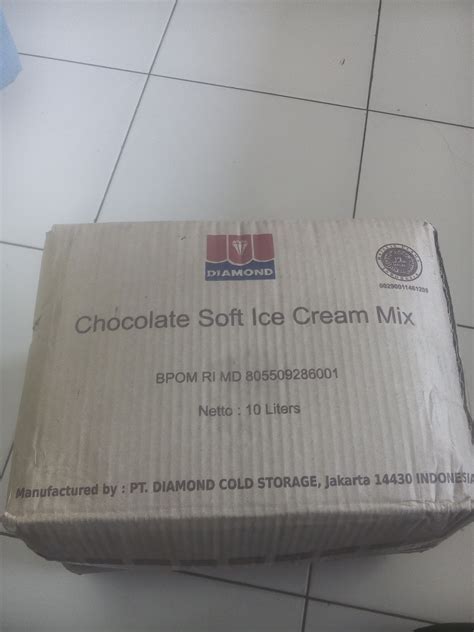 DIAMOND
00290011461299
Chocolate Soft Ice Cream Mix
BPOM RI MD 805509286001
Netto : 10 Liters
Manufactured by : PT. DIAMOND COLD STORAGE, Jakarta 14430 INDONESIA